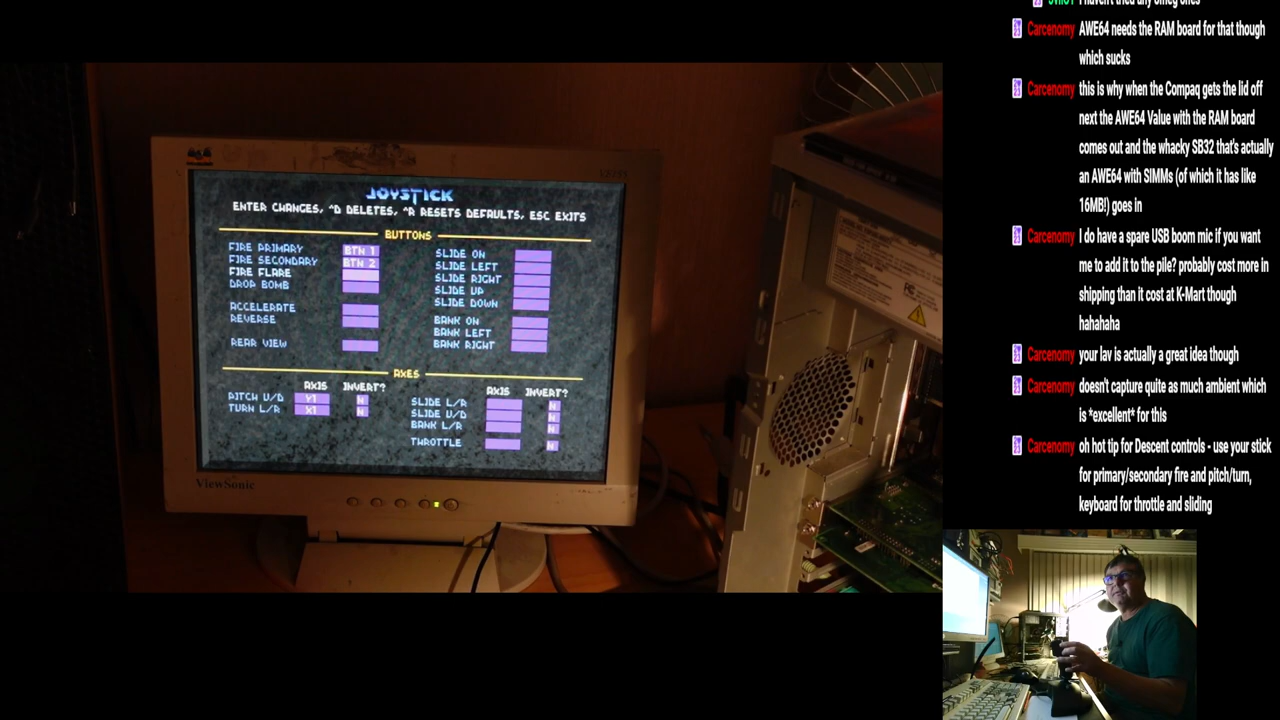 JOYSTICK
ENTER CHANGES, ^D DELETES, ^R RESETS DEFAULTS, ESC EXITS
BUTTONS
FIRE PRIMARY BTN 1
FIRE SECONDARY BTN 2
FIRE FLARE
DROP BOMB
ACCELERATE
REVERSE
REAR VIEW
SLIDE ON
SLIDE LEFT
SLIDE RIGHT
SLIDE UP
SLIDE DOWN
BANK ON
BANK LEFT
BANK RIGHT
AXES
AXIS INVERT?
PITCH U/D Y1 N
TURN L/R X1 N
AXIS INVERT?
SLIDE L/R N
SLIDE U/D N
BANK L/R N
THROTTLE N
ViewSonic
FC
Carcenomy AWE64 needs the RAM board for that though
which sucks
Carcenomy this is why when the Compaq gets the lid off
next the AWE64 Value with the RAM board
comes out and the whacky SB32 that's actually
an AWE64 with SIMMs (of which it has like
16MB!) goes in
Carcenomy I do have a spare USB boom mic if you want
me to add it to the pile? probably cost more in
shipping than it cost at K-Mart though
hahahaha
Carcenomy your lav is actually a great idea though
Carcenomy doesn't capture quite as much ambient which
is *excellent* for this
Carcenomy oh hot tip for Descent controls - use your stick
for primary/secondary fire and pitch/turn,
keyboard for throttle and sliding